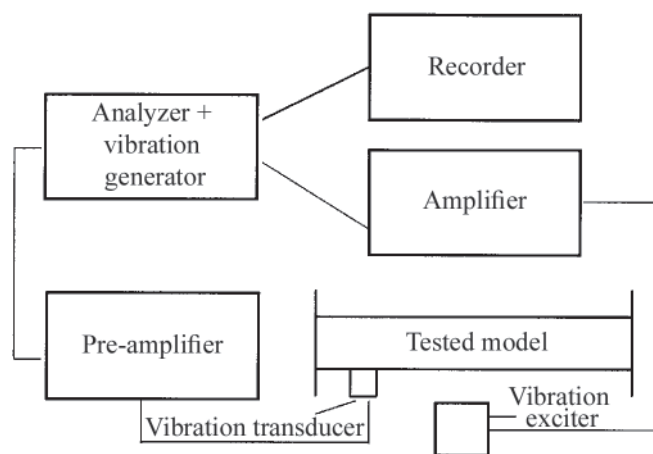 Recorder
Analyzer +
vibration
generator
Amplifier
Pre-amplifier
Tested model
Vibration transducer
Vibration
exciter